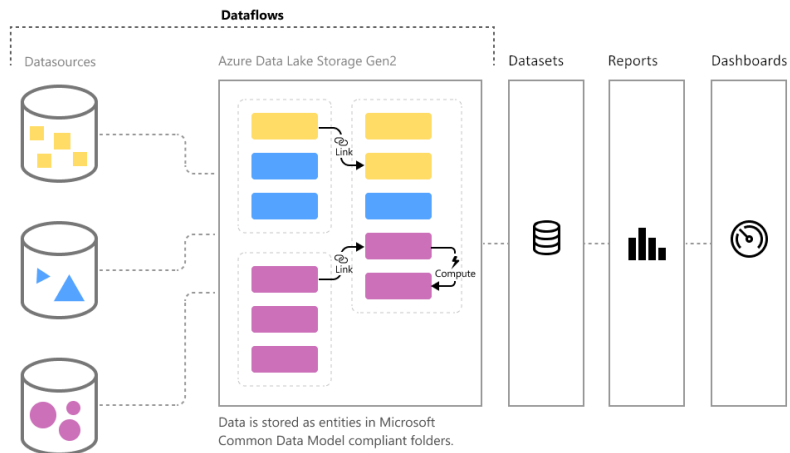 Dataflows
Datasources
Azure Data Lake Storage Gen2
Datasets
Reports
Dashboards
Link
Link
Compute
Data is stored as entities in Microsoft
Common Data Model compliant folders.